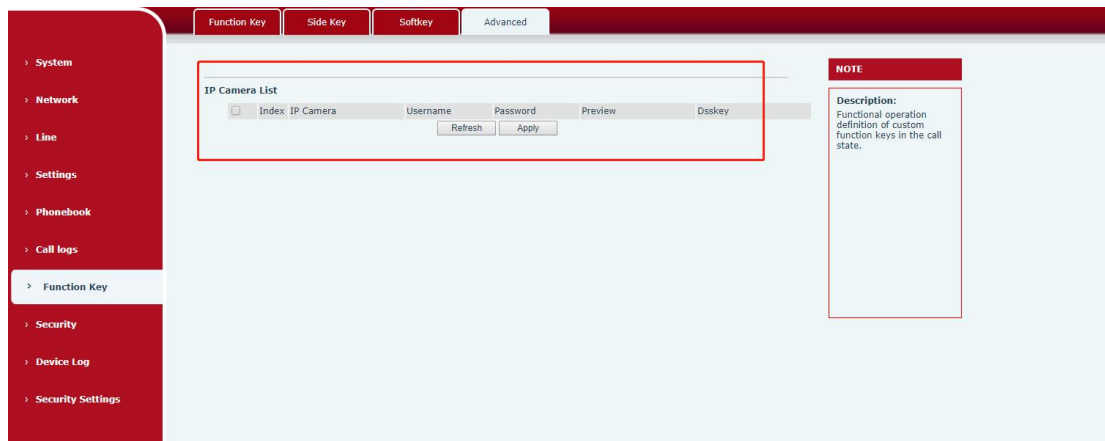 Function Key Side Key Softkey Advanced
› System
› Network
› Line
› Settings
› Phonebook
› Call logs
› Function Key
› Security
› Device Log
› Security Settings
IP Camera List
Index IP Camera Username Password Preview Dsskey
Refresh Apply
NOTE
Description:
Functional operation
definition of custom
function keys in the call
state.